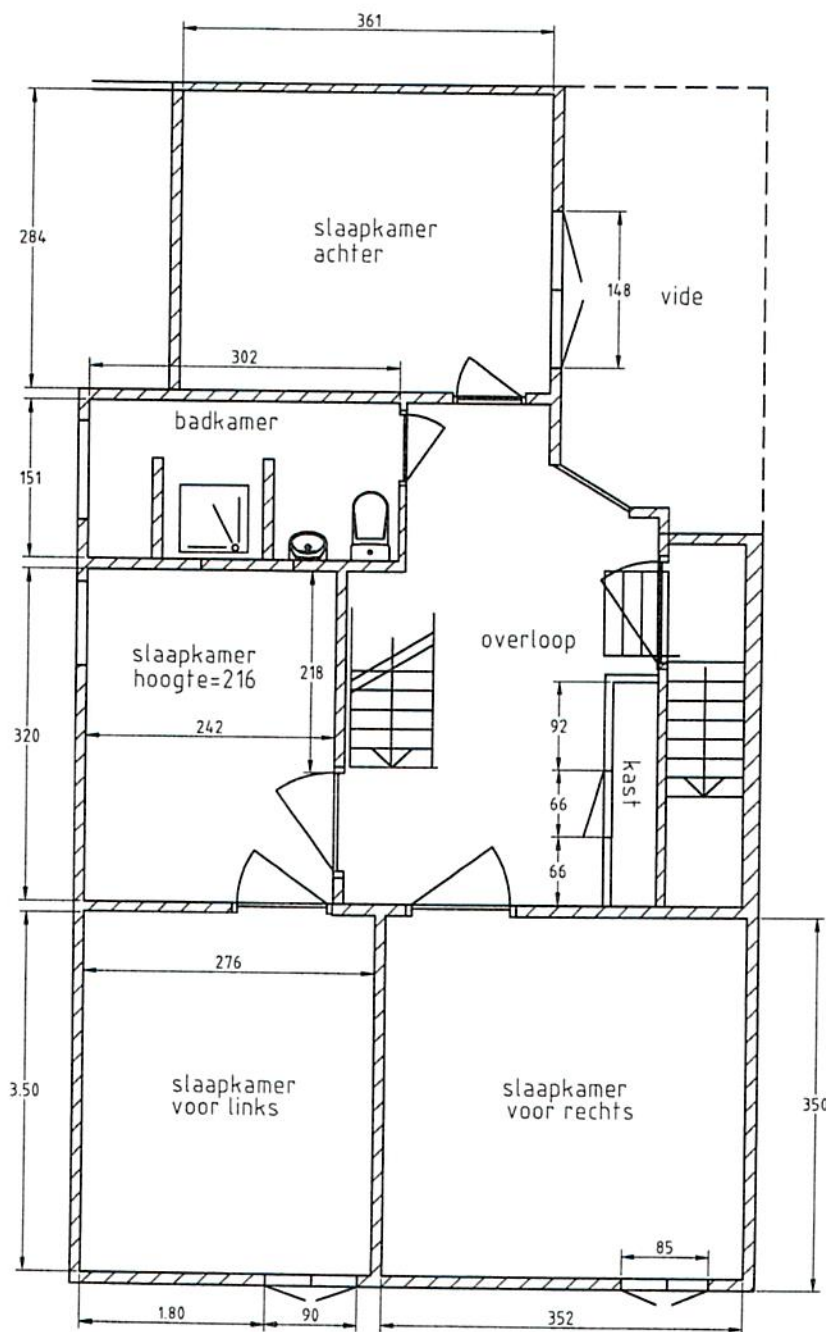 361
284
slaapkamer
achter
148
vide
302
badkamer
151
slaapkamer
hoogte=216
218
overloop
242
320
92
kast
66
66
276
3.50
slaapkamer
voor links
slaapkamer
voor rechts
350
85
1.80
90
352